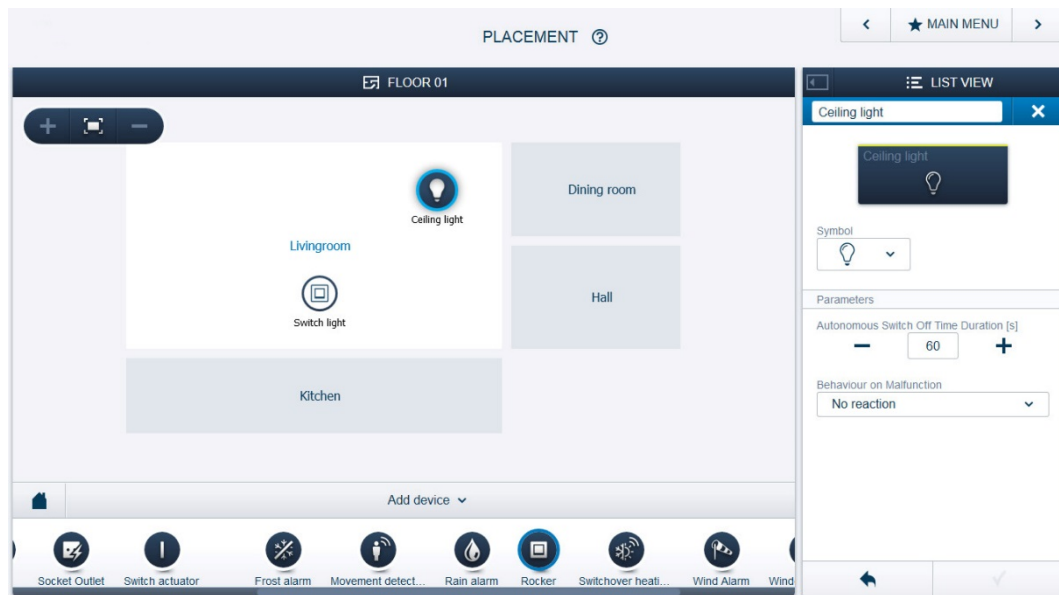 PLACEMENT ?
MAIN MENU
FLOOR 01
LIST VIEW
Ceiling light
Ceiling light
Symbol
Parameters
Autonomous Switch Off Time Duration [s]
60
Behaviour on Malfunction
No reaction
Ceiling light
Dining room
Livingroom
Hall
Switch light
Kitchen
Add device
Socket Outlet
Switch actuator
Frost alarm
Movement detect...
Rain alarm
Rocker
Switchover heati...
Wind Alarm
Wind